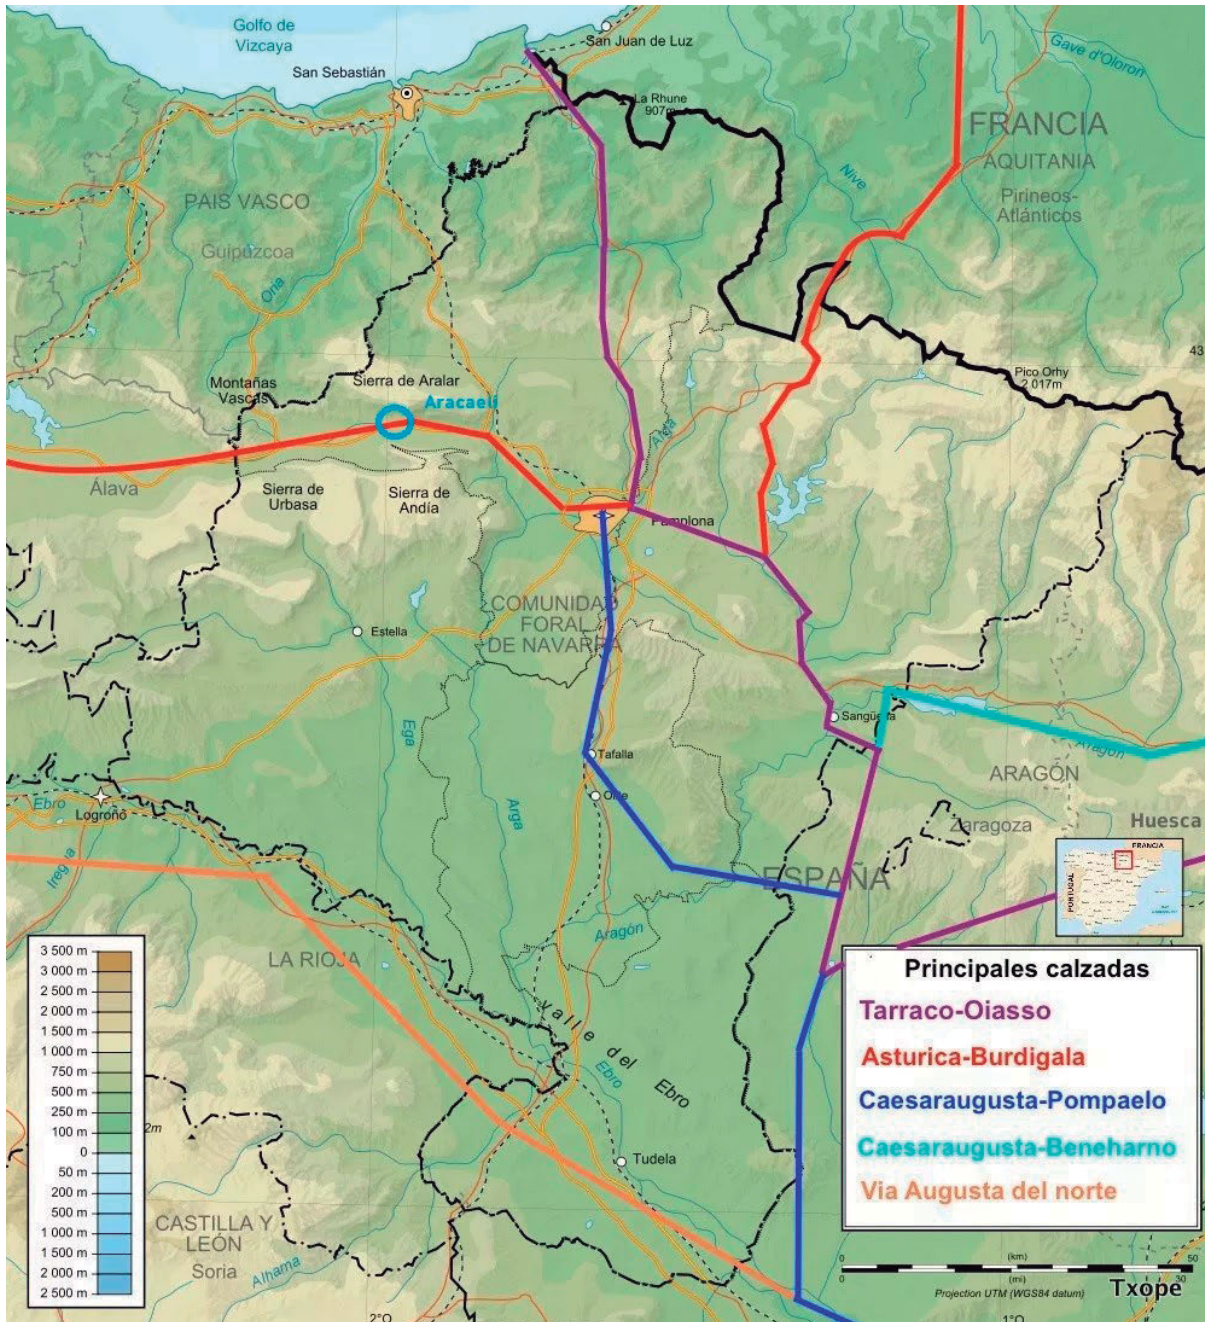 Golfo de
Vizcaya
San Sebastián
San Juan de Luz
Gave d'Oloron
La Rhune
907m
FRANCIA
AQUITANIA
Pirineos-
Atlánticos
Nive
PAIS VASCO
Guipúzcoa
Oria
43
Pico Orhy
2 017m
Montañas
Vascas
Sierra de Aralar
Aracaeli
Arga
Álava
Sierra de
Urbasa
Sierra de
Andía
Pamplona
COMUNIDAD
FORAL
DE NAVARRA
Estella
Ega
Sangüesa
Tafalla
Aragón
ARAGÓN
Olite
Arga
Ebro
Logroño
Zaragoza
Huesca
Iregua
ESPAÑA
FRANCIA
PORTUGAL
Aragón
LA RIOJA
Valle del Ebro
Ebro
Tudela
CASTILLA Y
LEÓN
Soria
Alhama
2°O
1°O
3 500 m
3 000 m
2 500 m
2 000 m
1 500 m
1 000 m
750 m
500 m
250 m
100 m
0
50 m
200 m
500 m
1 000 m
1 500 m
2 000 m
2 500 m
2m
Principales calzadas
Tarraco-Oiasso
Asturica-Burdigala
Caesaraugusta-Pompaelo
Caesaraugusta-Beneharno
Via Augusta del norte
0 (km) 50
0 (mi) 30
Projection UTM (WGS84 datum)
Txope